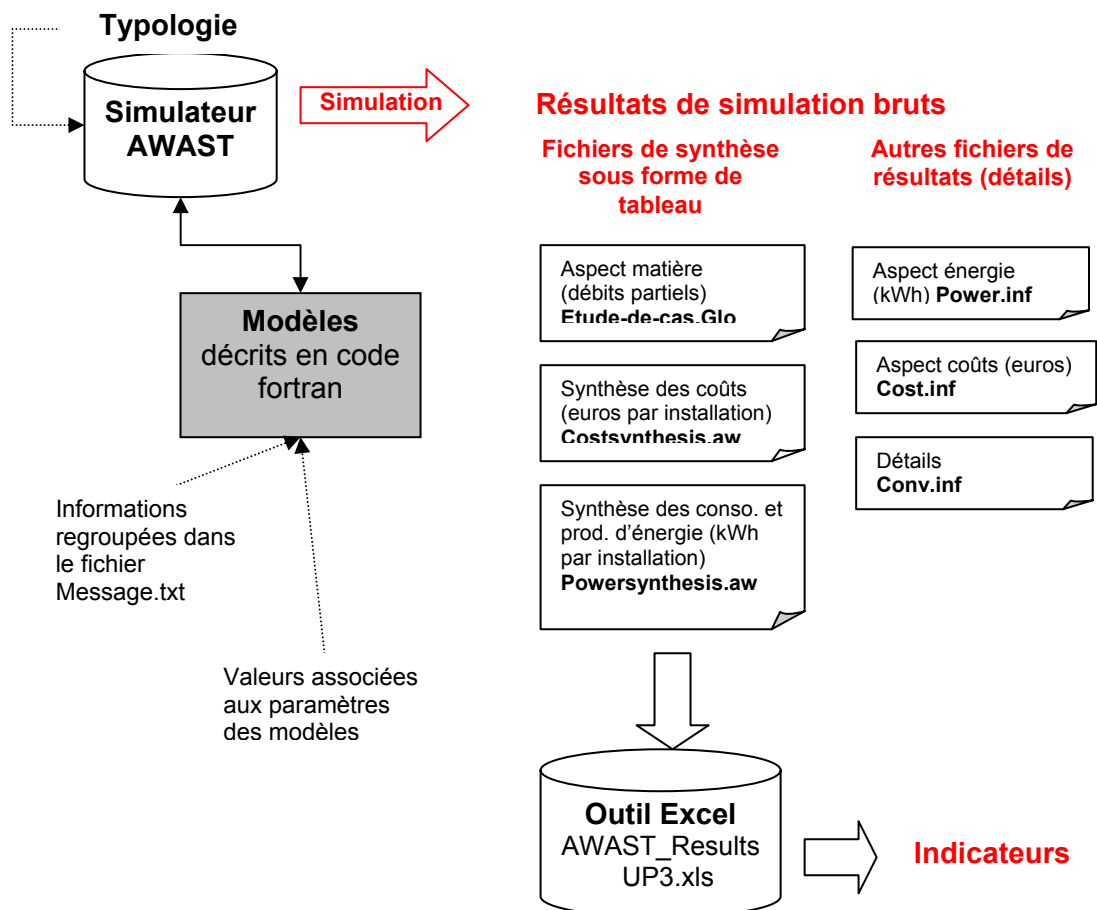 Typologie
Simulateur
AWAST
Simulation
Résultats de simulation bruts
Fichiers de synthèse
sous forme de
tableau
Autres fichiers de
résultats (détails)
Aspect matière
(débits partiels)
Etude-de-cas.Glo
Aspect énergie
(kWh) Power.inf
Modèles
décrits en code
fortran
Synthèse des coûts
(euros par installation)
Costsynthesis.aw
Aspect coûts (euros)
Cost.inf
Détails
Conv.inf
Synthèse des conso. et
prod. d'énergie (kWh
par installation)
Powersynthesis.aw
Informations
regroupées dans
le fichier
Message.txt
Valeurs associées
aux paramètres
des modèles
Outil Excel
AWAST_Results
UP3.xls
Indicateurs